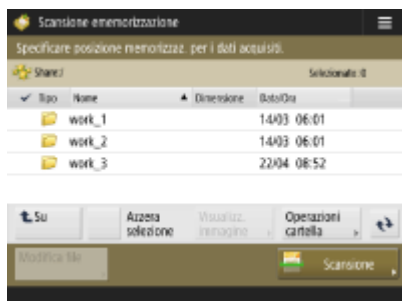 Scansione ememorizzazione
Specificare posizione memorizzaz. per i dati acquisiti.
Share:/ Selezionato: 0
Tipo Nome Dimensione Data/Ora
work_1 14/03 06:01
work_2 14/03 06:01
work_3 22/04 08:52
Su Azzera selezione Visualizz. immagine Operazioni cartella
Modifica file Scansione